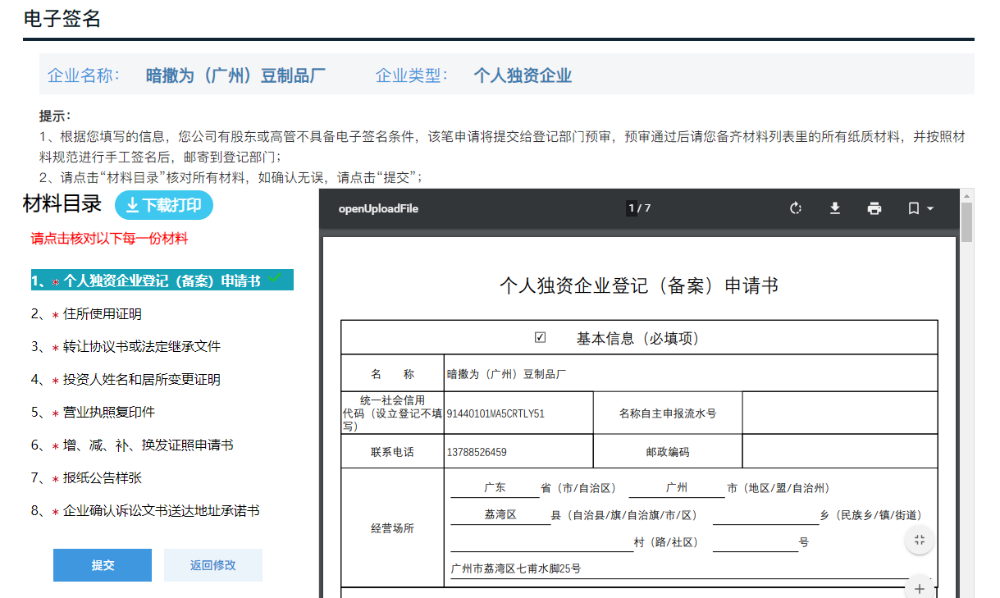 电子签名
企业名称： 暗撒为（广州）豆制品厂 企业类型： 个人独资企业
提示：
1、根据您填写的信息，您公司有股东或高管不具备电子签名条件，该笔申请将提交给登记部门预审，预审通过后请您备齐材料列表里的所有纸质材料，并按照材
料规范进行手工签名后，邮寄到登记部门；
2、请点击“材料目录”核对所有材料，如确认无误，请点击“提交”；
材料目录 下载打印
请点击核对以下每一份材料
1、* 个人独资企业登记（备案）申请书
2、* 住所使用证明
3、* 转让协议书或法定继承文件
4、* 投资人姓名和居所变更证明
5、* 营业执照复印件
6、* 增、减、补、换发证照申请书
7、* 报纸公告样张
8、* 企业确认诉讼文书送达地址承诺书
提交 返回修改
openUploadFile 1 / 7
个人独资企业登记（备案）申请书
☑ 基本信息（必填项）
名 称 暗撒为（广州）豆制品厂
统一社会信用
代码（设立登记不填
写）
91440101MA5CRTLY51 名称自主申报流水号
联系电话 13788526459 邮政编码
经营场所
广东 省（市/自治区） 广州 市（地区/盟/自治州）
荔湾区 县（自治县/旗/自治旗/市/区） 乡（民族乡/镇/街道）
村（路/社区） 号
广州市荔湾区七甫水脚25号